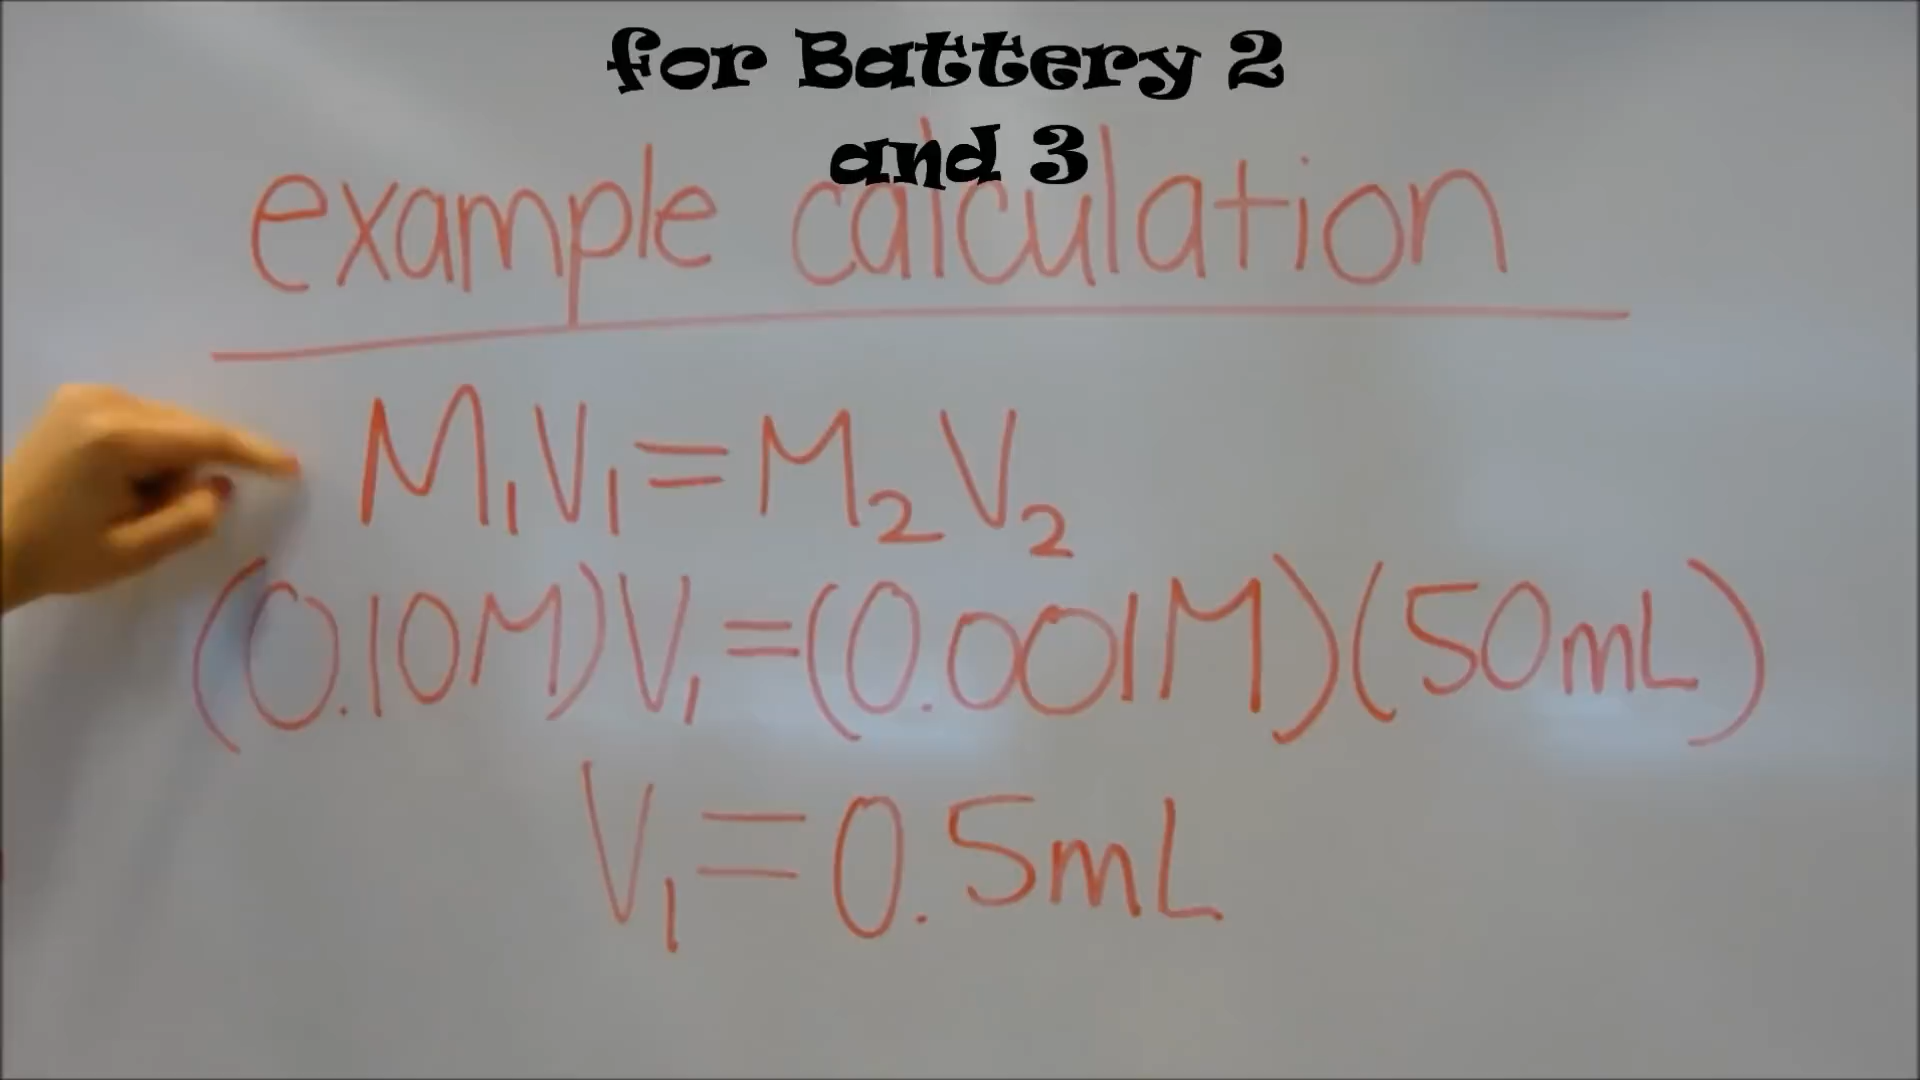 for Battery 2
and 3
example calculation
M₁V₁=M₂V₂
(0.10M)V₁=(0.001M)(50mL)
V₁=0.5mL